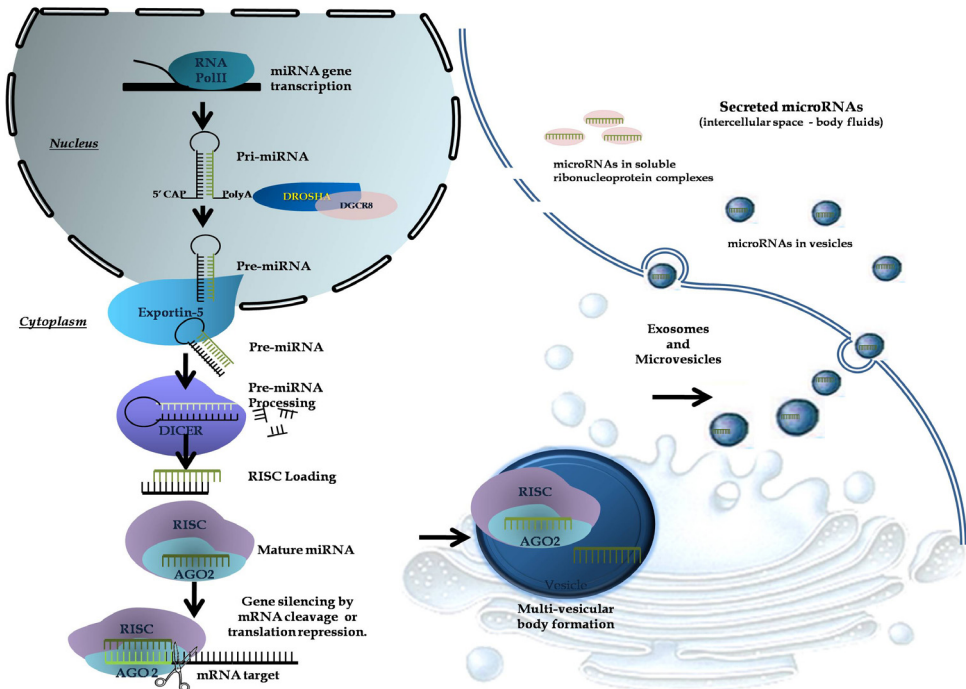 RNA
PolII
miRNA gene
transcription
Nucleus
Pri-miRNA
5' CAP
PolyA
DROSHA
DGCR8
Pre-miRNA
Exportin-5
Cytoplasm
Pre-miRNA
Pre-miRNA
Processing
DICER
RISC Loading
RISC
Mature miRNA
AGO2
Gene silencing by
mRNA cleavage or
translation repression.
RISC
AGO 2
mRNA target
RISC
AGO2
Vesicle
Multi-vesicular
body formation
Exosomes
and
Microvesicles
Secreted microRNAs
(intercellular space - body fluids)
microRNAs in soluble
ribonucleoprotein complexes
microRNAs in vesicles